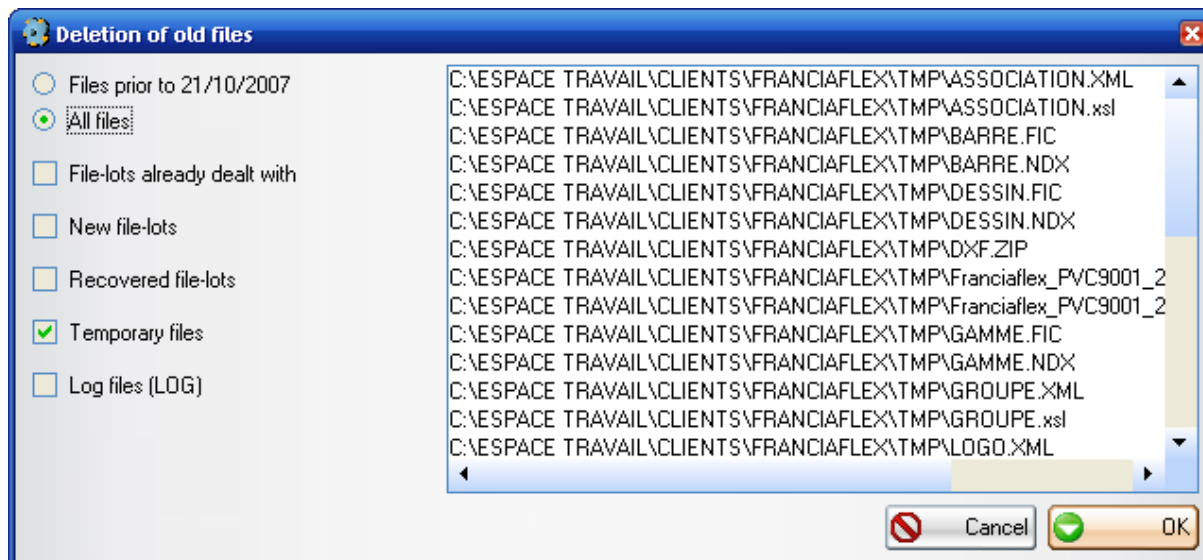 Deletion of old files
Files prior to 21/10/2007
All files
File-lots already dealt with
New file-lots
Recovered file-lots
Temporary files
Log files (LOG)
C:\ESPACE TRAVAIL\CLIENTS\FRANCIAFLEX\TMP\ASSOCIATION.XML
C:\ESPACE TRAVAIL\CLIENTS\FRANCIAFLEX\TMP\ASSOCIATION.xsl
C:\ESPACE TRAVAIL\CLIENTS\FRANCIAFLEX\TMP\BARRE.FIC
C:\ESPACE TRAVAIL\CLIENTS\FRANCIAFLEX\TMP\BARRE.NDX
C:\ESPACE TRAVAIL\CLIENTS\FRANCIAFLEX\TMP\DESSIN.FIC
C:\ESPACE TRAVAIL\CLIENTS\FRANCIAFLEX\TMP\DESSIN.NDX
C:\ESPACE TRAVAIL\CLIENTS\FRANCIAFLEX\TMP\DXF.ZIP
C:\ESPACE TRAVAIL\CLIENTS\FRANCIAFLEX\TMP\Franciaflex_PVC9001_2
C:\ESPACE TRAVAIL\CLIENTS\FRANCIAFLEX\TMP\Franciaflex_PVC9001_2
C:\ESPACE TRAVAIL\CLIENTS\FRANCIAFLEX\TMP\GAMME.FIC
C:\ESPACE TRAVAIL\CLIENTS\FRANCIAFLEX\TMP\GAMME.NDX
C:\ESPACE TRAVAIL\CLIENTS\FRANCIAFLEX\TMP\GROUPE.XML
C:\ESPACE TRAVAIL\CLIENTS\FRANCIAFLEX\TMP\GROUPE.xsl
C:\ESPACE TRAVAIL\CLIENTS\FRANCIAFLEX\TMP\LOGO.XML
Cancel
OK